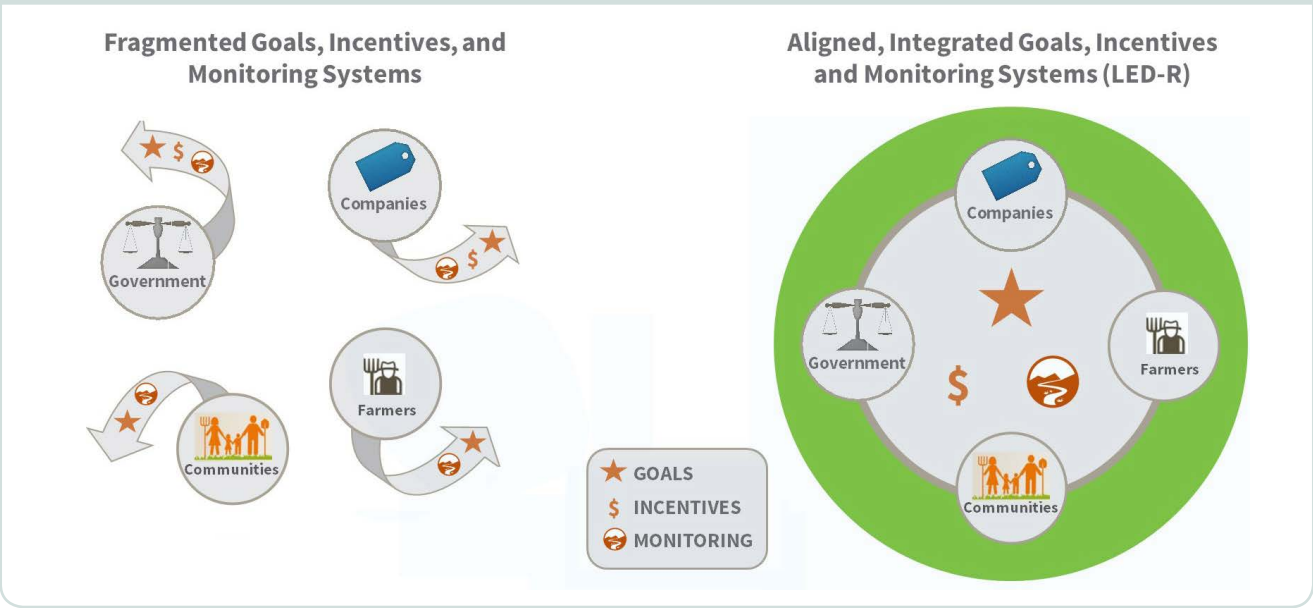 Fragmented Goals, Incentives, and
Monitoring Systems
$
Government
Companies
$
Communities
Farmers
GOALS
$ INCENTIVES
MONITORING
Aligned, Integrated Goals, Incentives
and Monitoring Systems (LED-R)
Companies
Government
Farmers
$
Communities